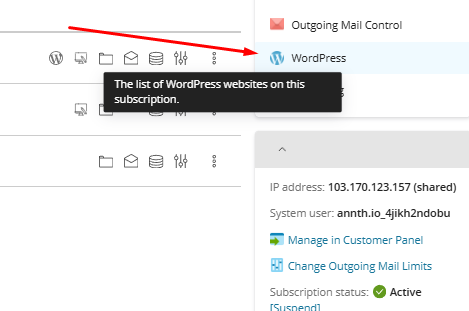 Outgoing Mail Control
WordPress
The list of WordPress websites on this
subscription.
IP address: 103.170.123.157 (shared)
System user: annth.io_4jikh2ndobu
Manage in Customer Panel
Change Outgoing Mail Limits
Subscription status: Active
[Suspend]